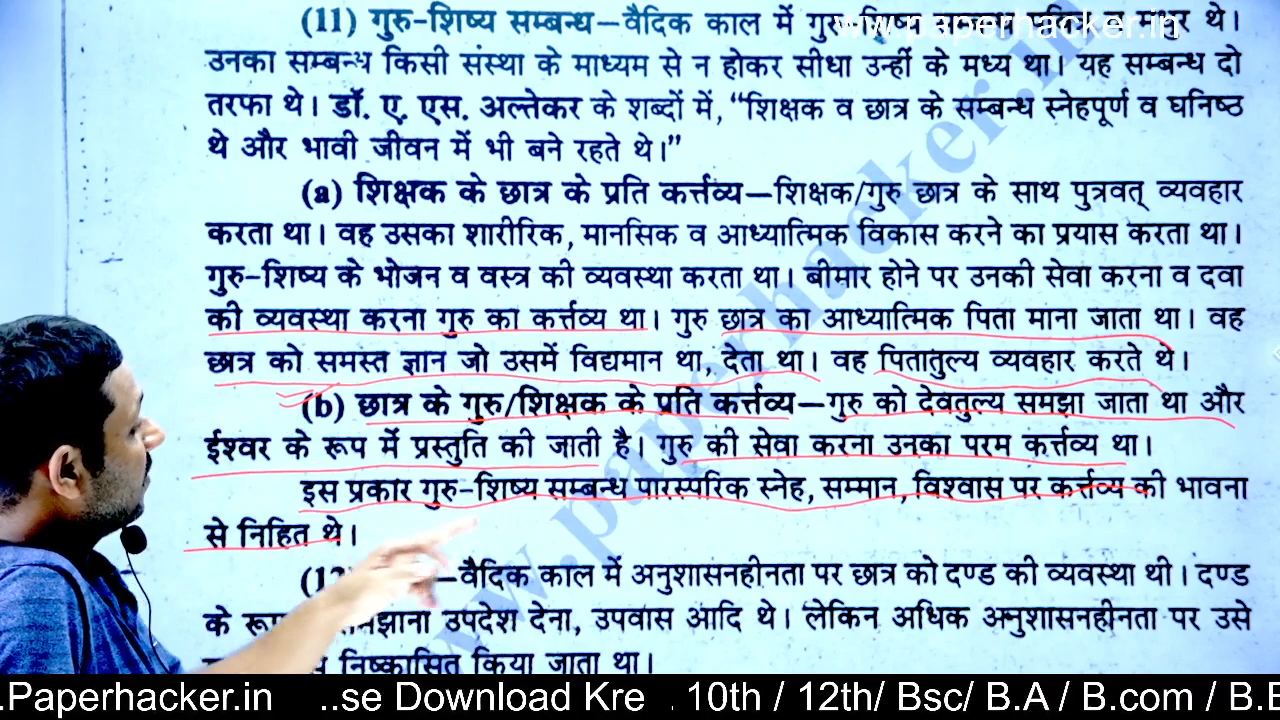 (11) गुरु-शिष्य सम्बन्ध—वैदिक काल में गुरु-शिष्य थे।
www.paperhacker.in
उनका सम्बन्ध किसी संस्था के माध्यम से न होकर सीधा उन्हीं के मध्य था। यह सम्बन्ध दो
तरफा थे। डॉ. ए. एस. अल्तेकर के शब्दों में, “शिक्षक व छात्र के सम्बन्ध स्नेहपूर्ण व घनिष्ठ
थे और भावी जीवन में भी बने रहते थे।”
(a) शिक्षक के छात्र के प्रति कर्त्तव्य—शिक्षक/गुरु छात्र के साथ पुत्रवत् व्यवहार
करता था। वह उसका शारीरिक, मानसिक व आध्यात्मिक विकास करने का प्रयास करता था।
गुरु-शिष्य के भोजन व वस्त्र की व्यवस्था करता था। बीमार होने पर उनकी सेवा करना व दवा
की व्यवस्था करना गुरु का कर्त्तव्य था। गुरु छात्र का आध्यात्मिक पिता माना जाता था। वह
छात्र को समस्त ज्ञान जो उसमें विद्यमान था, देता था। वह पितातुल्य व्यवहार करते थे।
(b) छात्र के गुरु/शिक्षक के प्रति कर्त्तव्य—गुरु को देवतुल्य समझा जाता था और
ईश्वर के रूप में प्रस्तुति की जाती है। गुरु की सेवा करना उनका परम कर्त्तव्य था।
इस प्रकार गुरु-शिष्य सम्बन्ध पारस्परिक स्नेह, सम्मान, विश्वास पर कर्त्तव्य की भावना
से निहित थे।
—वैदिक काल में अनुशासनहीनता पर छात्र को दण्ड की व्यवस्था थी। दण्ड
के उपदेश देना, उपवास आदि थे। लेकिन अधिक अनुशासनहीनता पर उसे
निष्कासित किया जाता था।
www.paperhacker.in
.Paperhacker.in ..se Download Kre . 10th / 12th/ Bsc/ B.A / B.com / B.E